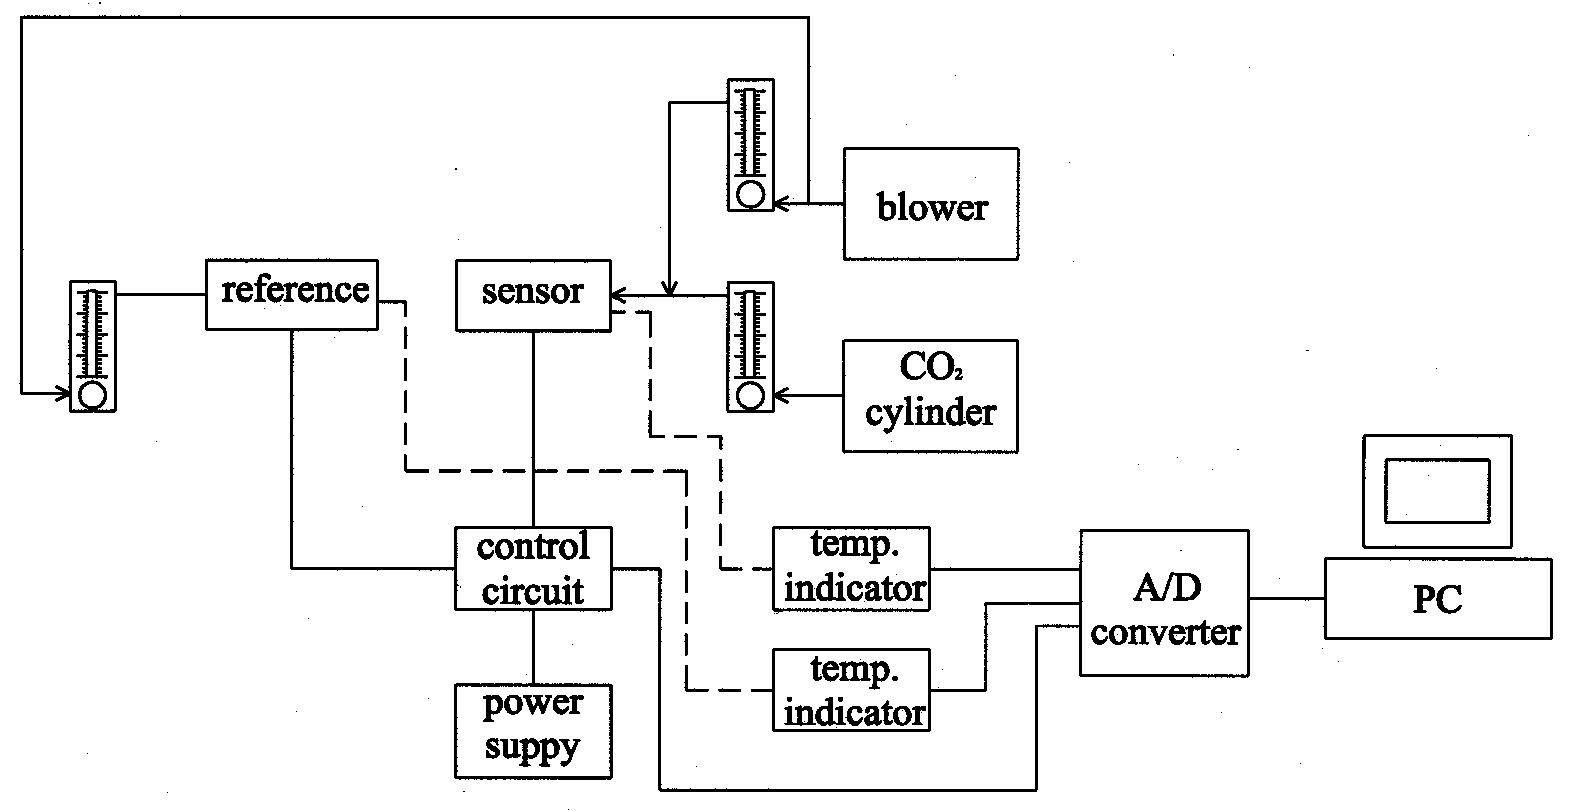 blower
reference
sensor
CO₂
cylinder
control
circuit
temp.
indicator
A/D
converter
PC
temp.
indicator
power
suppy